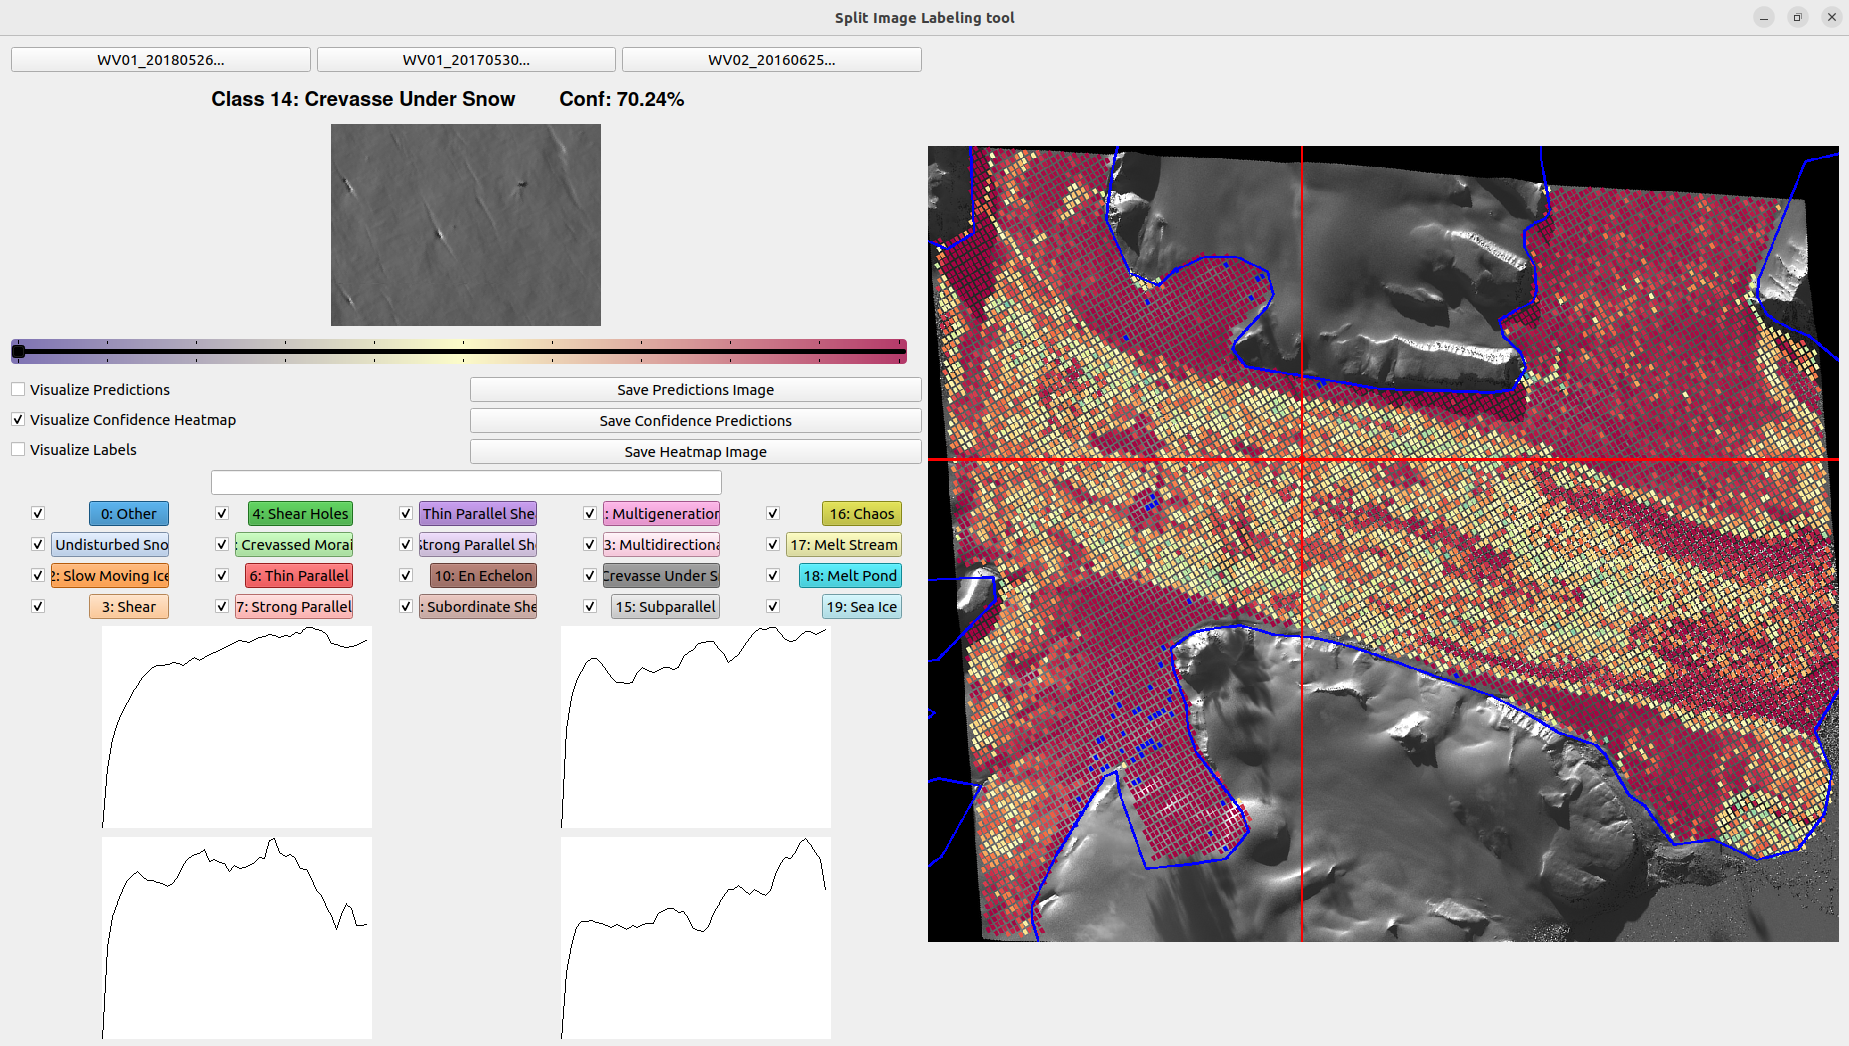 Split Image Labeling tool
WV01_20180526...
WV01_20170530...
WV02_20160625...
Class 14: Crevasse Under Snow Conf: 70.24%
Visualize Predictions
Save Predictions Image
Visualize Confidence Heatmap
Save Confidence Predictions
Visualize Labels
Save Heatmap Image
0: Other
4: Shear Holes
Thin Parallel She
: Multigeneration
16: Chaos
Undisturbed Sno
: Crevassed Morai
Strong Parallel Sh
3: Multidirectiona
17: Melt Stream
2: Slow Moving Ice
6: Thin Parallel
10: En Echelon
Crevasse Under S
18: Melt Pond
3: Shear
7: Strong Parallel
: Subordinate She
15: Subparallel
19: Sea Ice